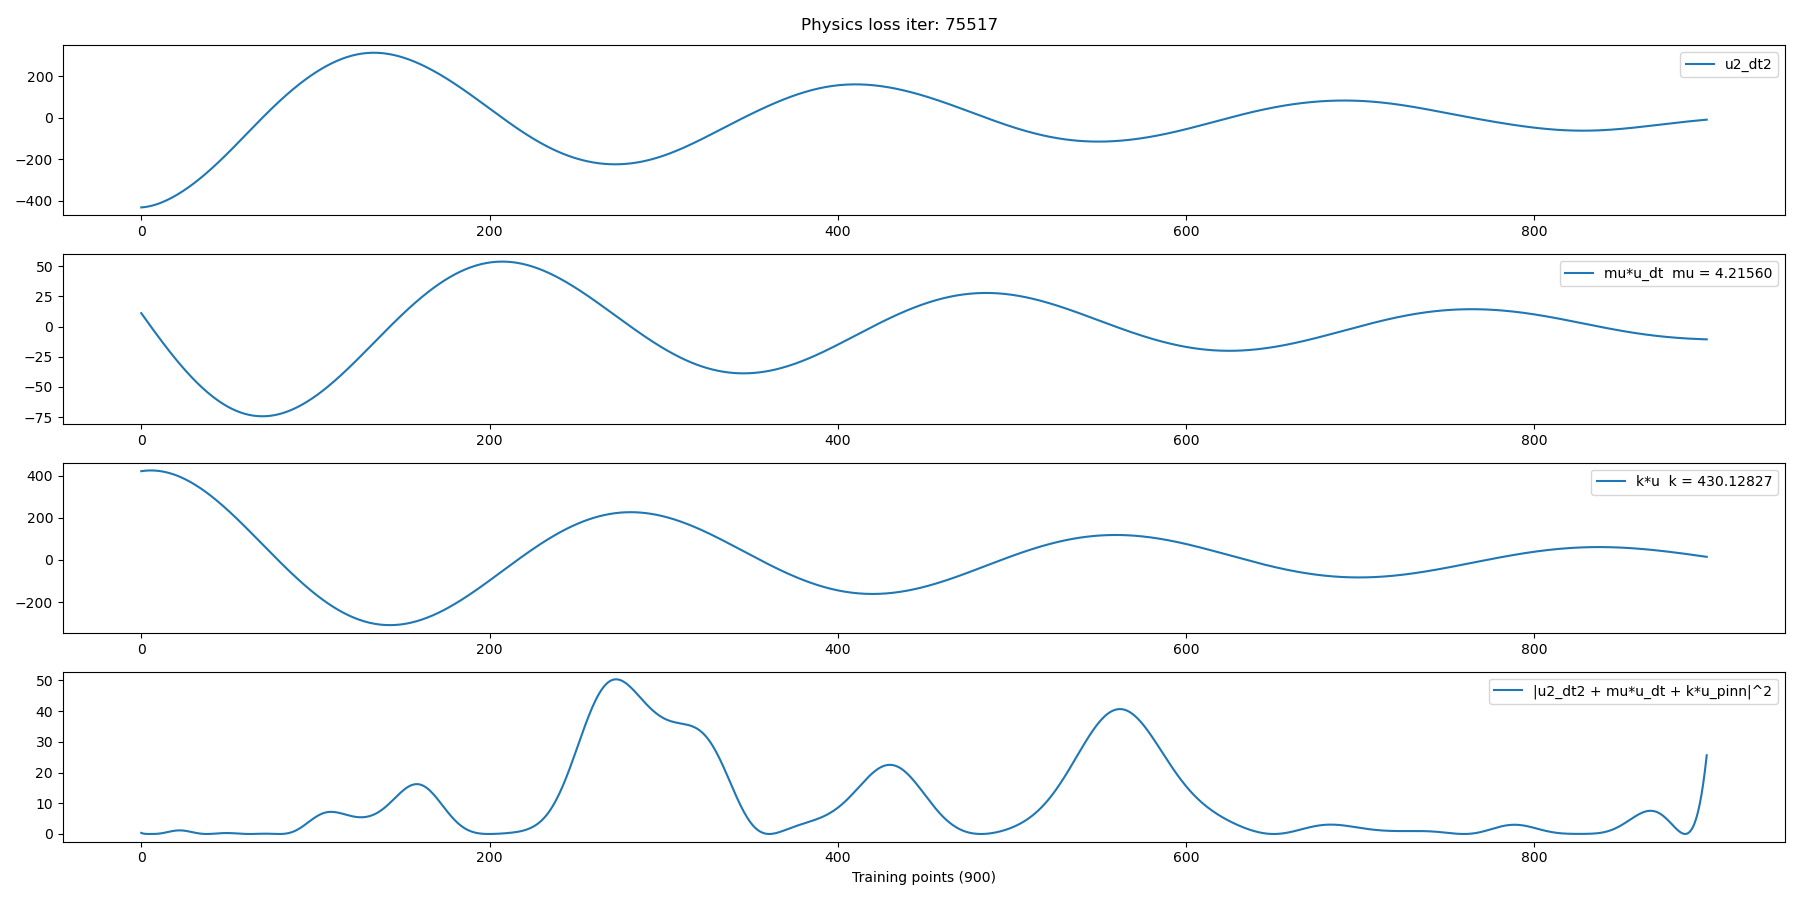 Physics loss iter: 75517
u2_dt2
200
0
−200
−400
0 200 400 600 800
mu*u_dt mu = 4.21560
50
25
0
−25
−50
−75
0 200 400 600 800
k*u k = 430.12827
400
200
0
−200
0 200 400 600 800
|u2_dt2 + mu*u_dt + k*u_pinn|^2
50
40
30
20
10
0
0 200 400 600 800
Training points (900)